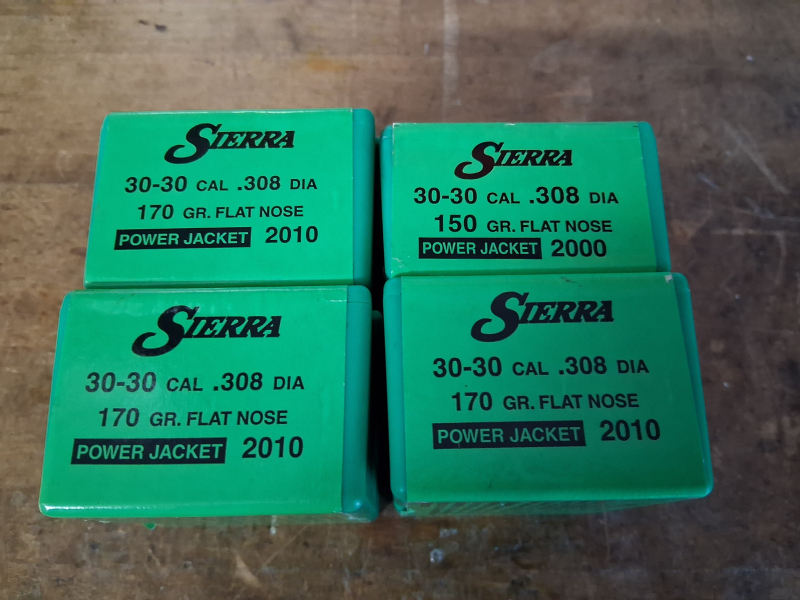 SIERRA
30-30 CAL .308 DIA
170 GR. FLAT NOSE
POWER JACKET 2010
SIERRA
30-30 CAL .308 DIA
150 GR. FLAT NOSE
POWER JACKET 2000
SIERRA
30-30 CAL .308 DIA
170 GR. FLAT NOSE
POWER JACKET 2010
SIERRA
30-30 CAL .308 DIA
170 GR. FLAT NOSE
POWER JACKET 2010